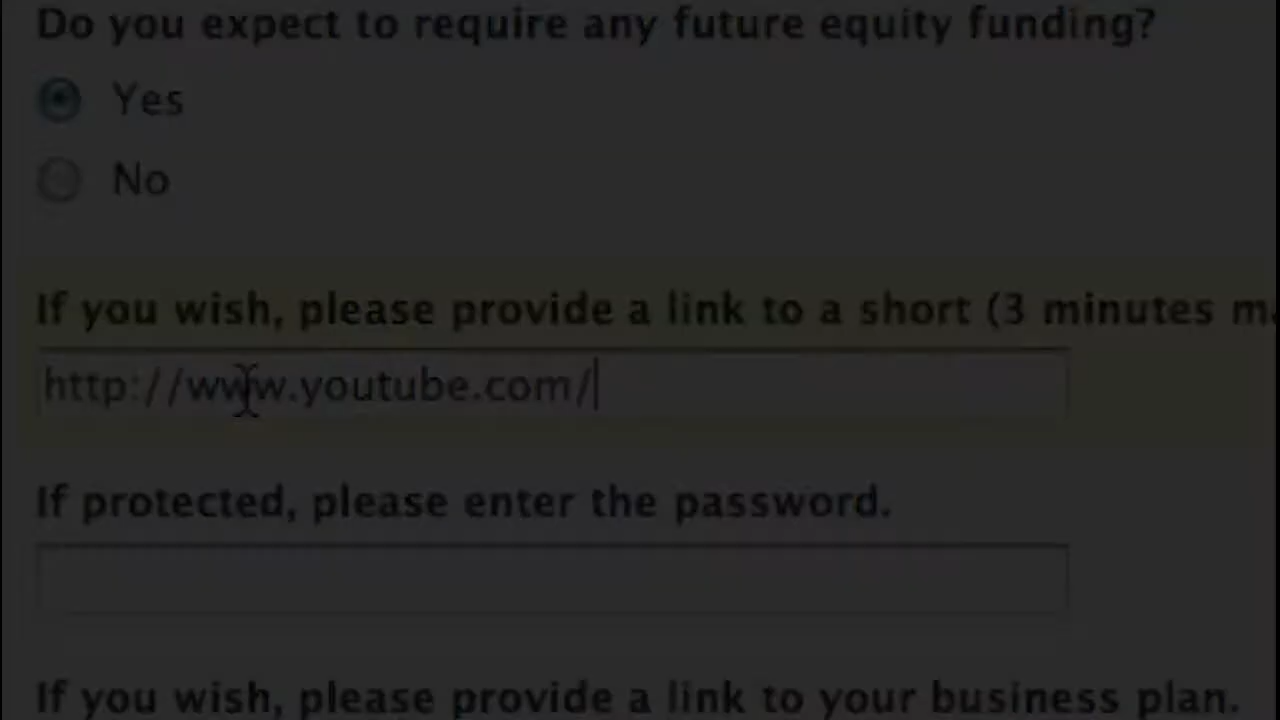 Do you expect to require any future equity funding?
Yes
No
If you wish, please provide a link to a short (3 minutes
http://www.youtube.com/
If protected, please enter the password.
If you wish, please provide a link to your business plan.